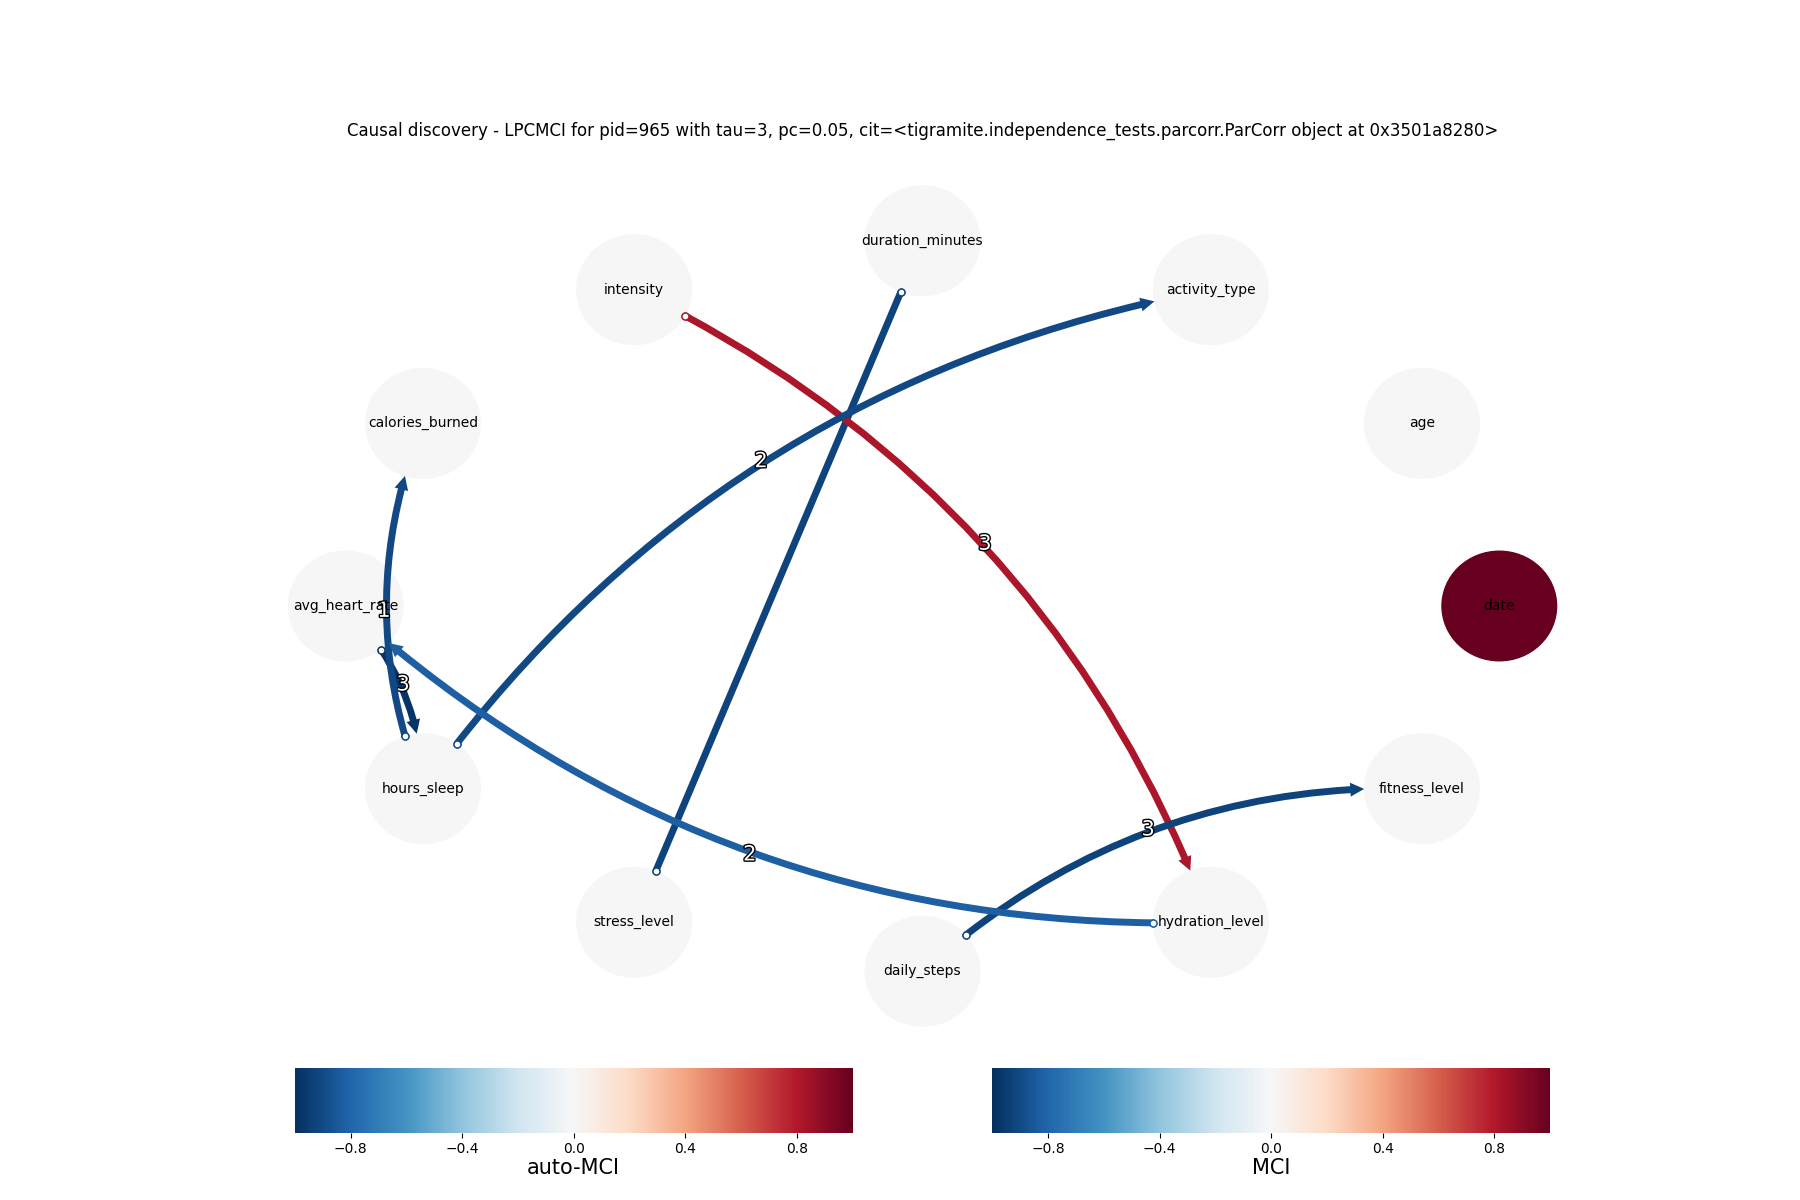 Causal discovery - LPCMCI for pid=965 with tau=3, pc=0.05, cit=<tigramite.independence_tests.parcorr.ParCorr object at 0x3501a8280>
duration_minutes
intensity
activity_type
calories_burned
age
2
3
avg_heart_rate
1
date
3
hours_sleep
fitness_level
3
2
stress_level
hydration_level
daily_steps
−0.8 −0.4 0.0 0.4 0.8
auto-MCI
−0.8 −0.4 0.0 0.4 0.8
MCI